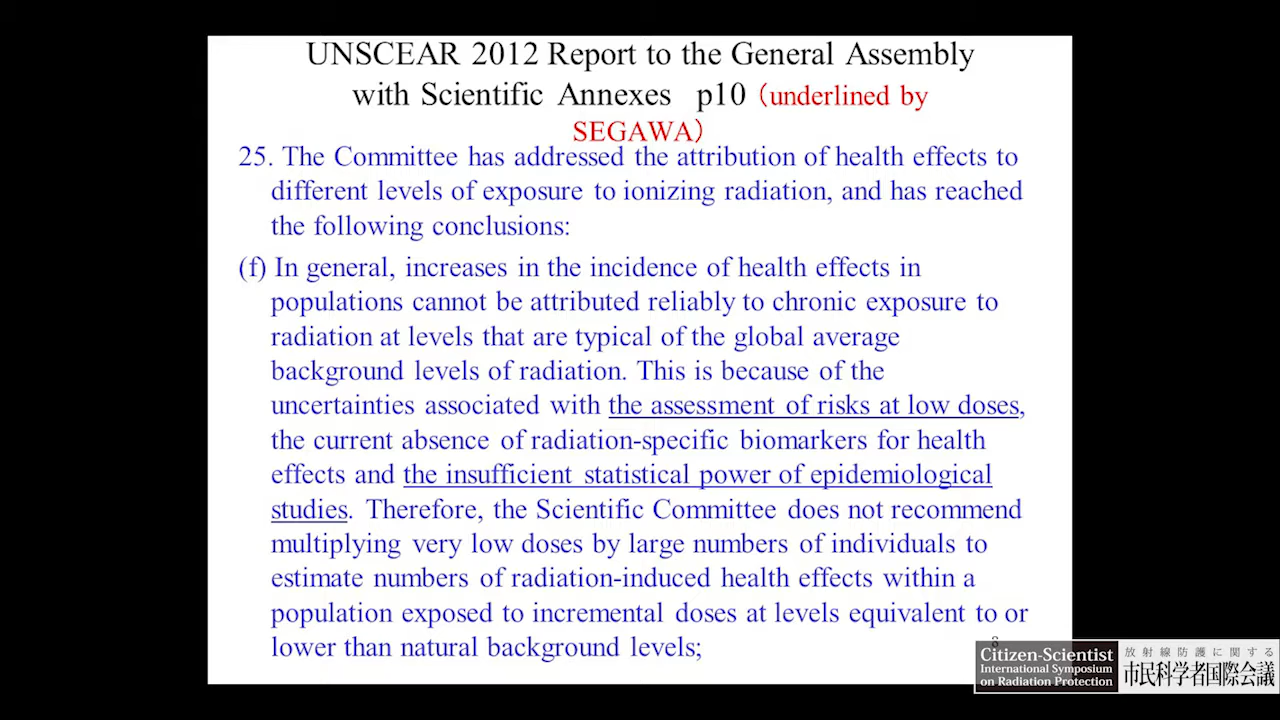 UNSCEAR 2012 Report to the General Assembly
with Scientific Annexes p10 （underlined by
SEGAWA）
25. The Committee has addressed the attribution of health effects to
different levels of exposure to ionizing radiation, and has reached
the following conclusions:
(f) In general, increases in the incidence of health effects in
populations cannot be attributed reliably to chronic exposure to
radiation at levels that are typical of the global average
background levels of radiation. This is because of the
uncertainties associated with the assessment of risks at low doses,
the current absence of radiation-specific biomarkers for health
effects and the insufficient statistical power of epidemiological
studies. Therefore, the Scientific Committee does not recommend
multiplying very low doses by large numbers of individuals to
estimate numbers of radiation-induced health effects within a
population exposed to incremental doses at levels equivalent to or
lower than natural background levels;
Citizen-Scientist
International Symposium
on Radiation Protection
放射線防護に関する
市民科学者国際会議